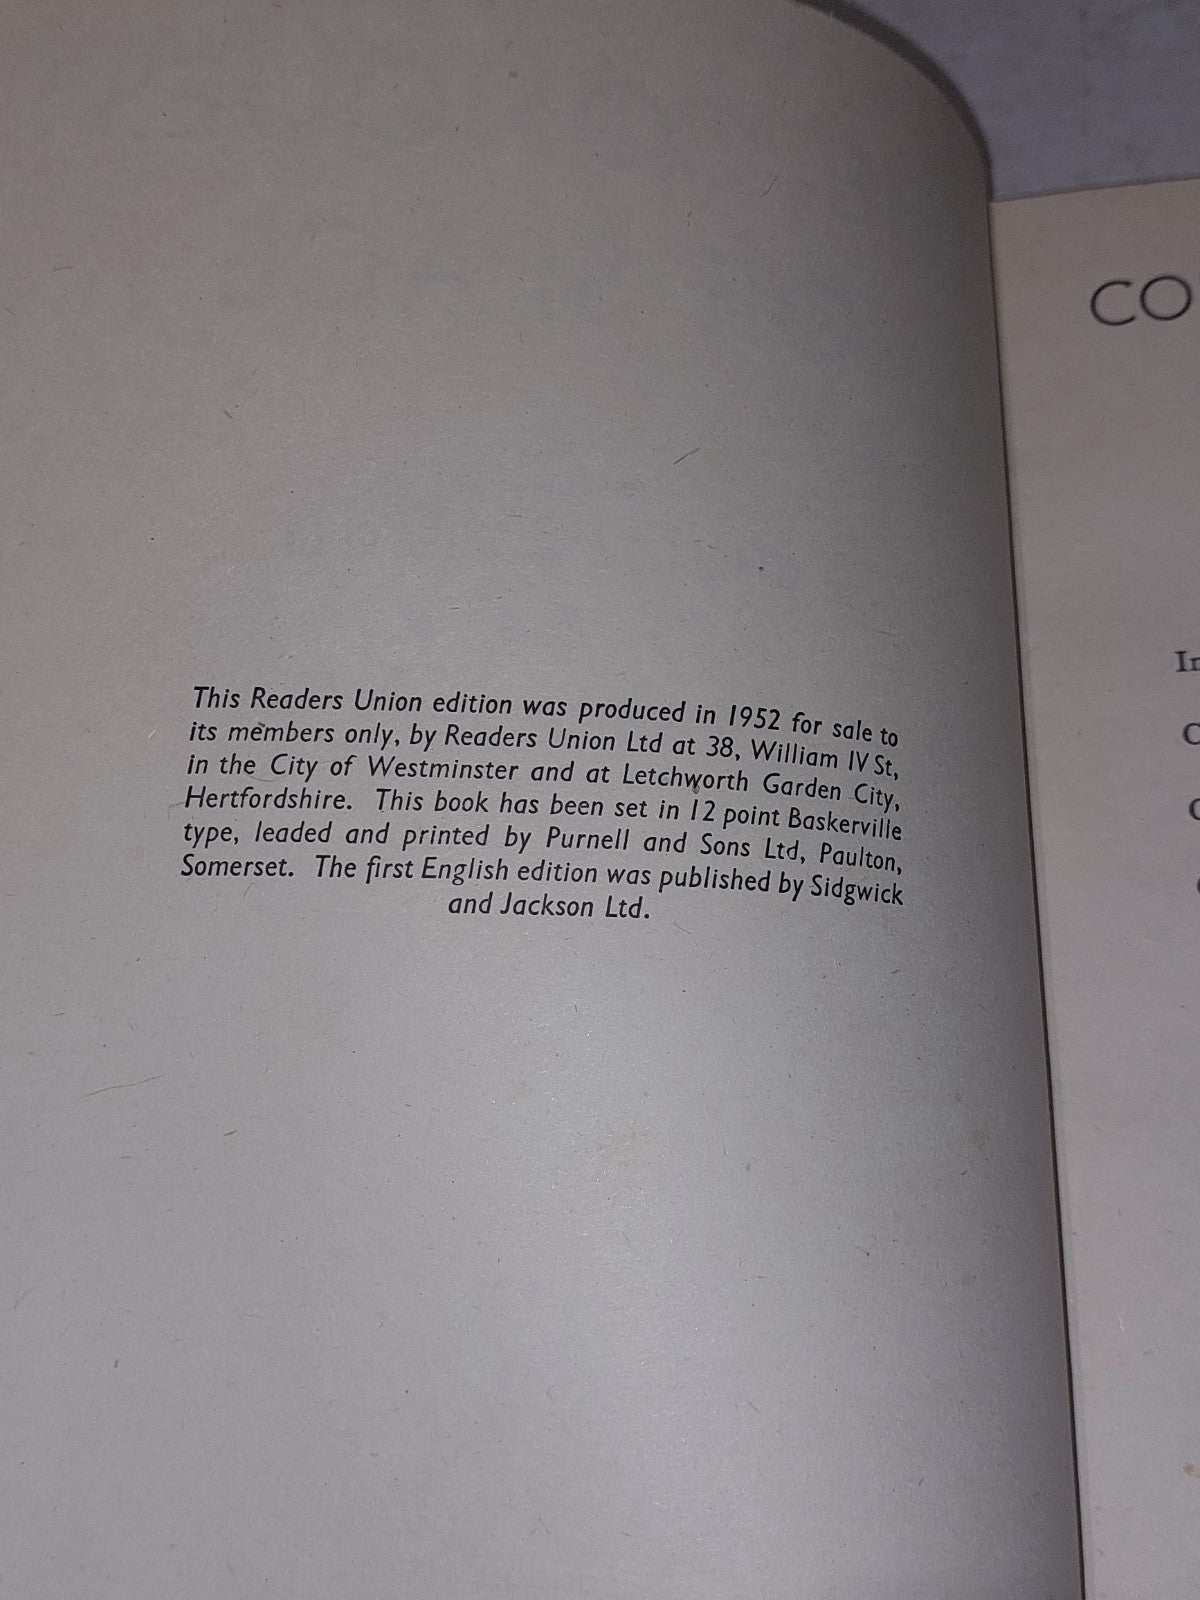 This Readers Union edition was produced in 1952 for sale to
its members only, by Readers Union Ltd at 38, William IV St,
in the City of Westminster and at Letchworth Garden City,
Hertfordshire. This book has been set in 12 point Baskerville
type, leaded and printed by Purnell and Sons Ltd, Paulton,
Somerset. The first English edition was published by Sidgwick
and Jackson Ltd.
CO